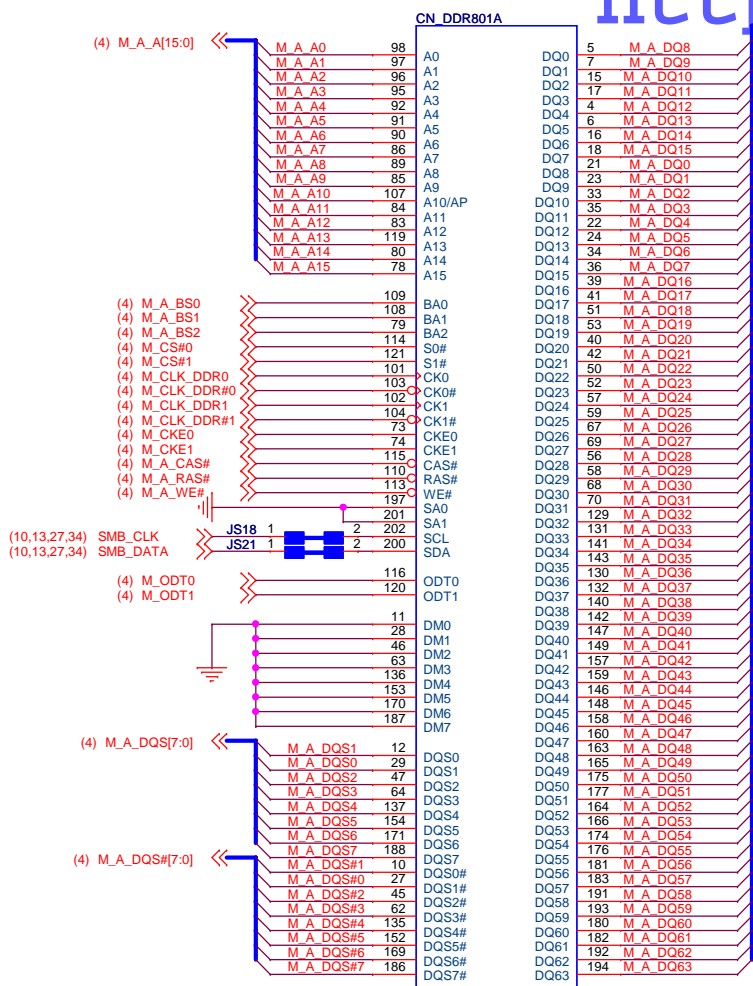 CN_DDR801A
(4) M_A_A[15:0]
M_A_A0 98 A0 DQ0 5 M_A_DQ8
M_A_A1 97 A1 DQ1 7 M_A_DQ9
M_A_A2 96 A2 DQ2 15 M_A_DQ10
M_A_A3 95 A3 DQ3 17 M_A_DQ11
M_A_A4 92 A4 DQ4 4 M_A_DQ12
M_A_A5 91 A5 DQ5 6 M_A_DQ13
M_A_A6 90 A6 DQ6 16 M_A_DQ14
M_A_A7 86 A7 DQ7 18 M_A_DQ15
M_A_A8 89 A8 DQ8 21 M_A_DQ0
M_A_A9 85 A9 DQ9 23 M_A_DQ1
M_A_A10 107 A10/AP DQ10 33 M_A_DQ2
M_A_A11 84 A11 DQ11 35 M_A_DQ3
M_A_A12 83 A12 DQ12 22 M_A_DQ4
M_A_A13 119 A13 DQ13 24 M_A_DQ5
M_A_A14 80 A14 DQ14 34 M_A_DQ6
M_A_A15 78 A15 DQ15 36 M_A_DQ7
DQ16 39 M_A_DQ16
(4) M_A_BS0 109 BA0 DQ17 41 M_A_DQ17
(4) M_A_BS1 108 BA1 DQ18 51 M_A_DQ18
(4) M_A_BS2 79 BA2 DQ19 53 M_A_DQ19
(4) M_CS#0 114 S0# DQ20 40 M_A_DQ20
(4) M_CS#1 121 S1# DQ21 42 M_A_DQ21
(4) M_CLK_DDR0 101 CK0 DQ22 50 M_A_DQ22
(4) M_CLK_DDR#0 103 CK0# DQ23 52 M_A_DQ23
(4) M_CLK_DDR1 102 CK1 DQ24 57 M_A_DQ24
(4) M_CLK_DDR#1 104 CK1# DQ25 59 M_A_DQ25
(4) M_CKE0 73 CKE0 DQ26 67 M_A_DQ26
(4) M_CKE1 74 CKE1 DQ27 69 M_A_DQ27
(4) M_A_CAS# 115 CAS# DQ28 56 M_A_DQ28
(4) M_A_RAS# 110 RAS# DQ29 58 M_A_DQ29
(4) M_A_WE# 113 WE# DQ30 68 M_A_DQ30
197 SA0 DQ31 70 M_A_DQ31
201 SA1 DQ32 129 M_A_DQ32
(10,13,27,34) SMB_CLK JS18 1 2 202 SCL DQ33 131 M_A_DQ33
(10,13,27,34) SMB_DATA JS21 1 2 200 SDA DQ34 141 M_A_DQ34
DQ35 143 M_A_DQ35
(4) M_ODT0 116 ODT0 DQ36 130 M_A_DQ36
(4) M_ODT1 120 ODT1 DQ37 132 M_A_DQ37
DQ38 140 M_A_DQ38
11 DM0 DQ39 142 M_A_DQ39
28 DM1 DQ40 147 M_A_DQ40
46 DM2 DQ41 149 M_A_DQ41
63 DM3 DQ42 157 M_A_DQ42
136 DM4 DQ43 159 M_A_DQ43
153 DM5 DQ44 146 M_A_DQ44
170 DM6 DQ45 148 M_A_DQ45
187 DM7 DQ46 158 M_A_DQ46
DQ47 160 M_A_DQ47
(4) M_A_DQS[7:0]
M_A_DQS1 12 DQS0 DQ48 163 M_A_DQ48
M_A_DQS0 29 DQS1 DQ49 165 M_A_DQ49
M_A_DQS2 47 DQS2 DQ50 175 M_A_DQ50
M_A_DQS3 64 DQS3 DQ51 177 M_A_DQ51
M_A_DQS4 137 DQS4 DQ52 164 M_A_DQ52
M_A_DQS5 154 DQS5 DQ53 166 M_A_DQ53
M_A_DQS6 171 DQS6 DQ54 174 M_A_DQ54
M_A_DQS7 188 DQS7 DQ55 176 M_A_DQ55
(4) M_A_DQS#[7:0]
M_A_DQS#1 10 DQS0# DQ56 181 M_A_DQ56
M_A_DQS#0 27 DQS1# DQ57 183 M_A_DQ57
M_A_DQS#2 45 DQS2# DQ58 191 M_A_DQ58
M_A_DQS#3 62 DQS3# DQ59 193 M_A_DQ59
M_A_DQS#4 135 DQS4# DQ60 180 M_A_DQ60
M_A_DQS#5 152 DQS5# DQ61 182 M_A_DQ61
M_A_DQS#6 169 DQS6# DQ62 192 M_A_DQ62
M_A_DQS#7 186 DQS7# DQ63 194 M_A_DQ63